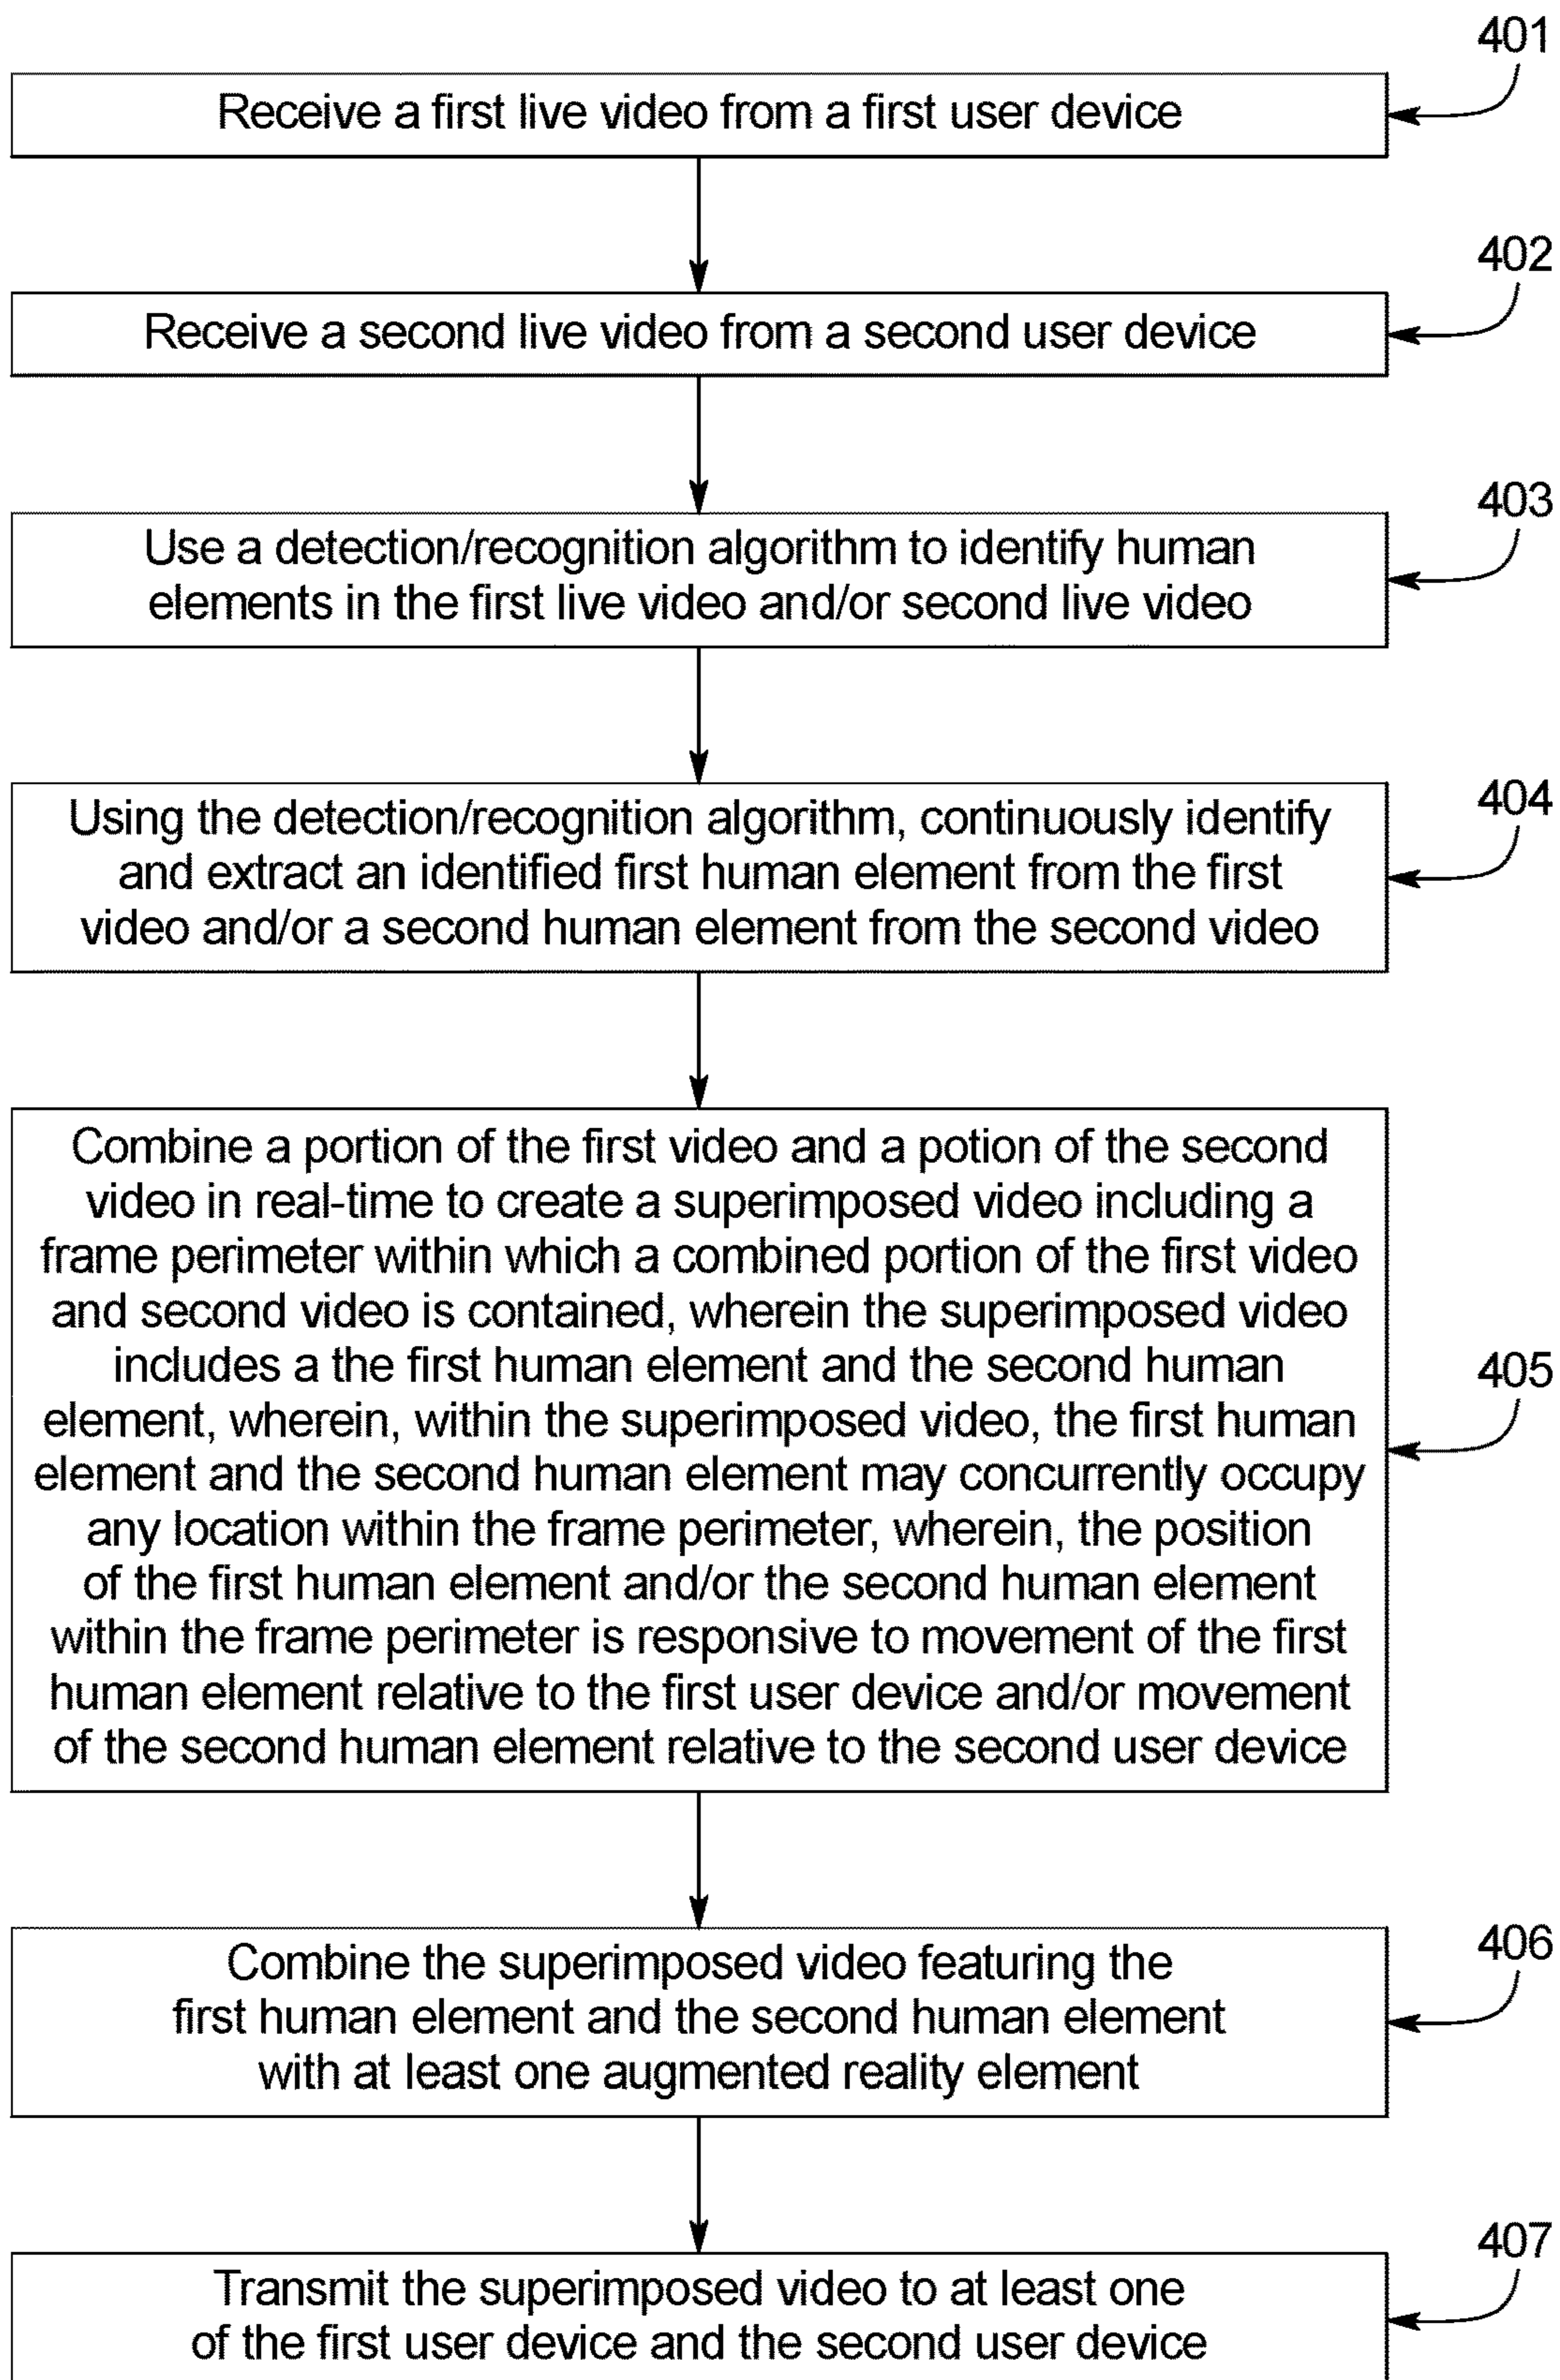 401
Receive a first live video from a first user device
402
Receive a second live video from a second user device
403
Use a detection/recognition algorithm to identify human
elements in the first live video and/or second live video
404
Using the detection/recognition algorithm, continuously identify
and extract an identified first human element from the first
video and/or a second human element from the second video
Combine a portion of the first video and a potion of the second
video in real-time to create a superimposed video including a
frame perimeter within which a combined portion of the first video
and second video is contained, wherein the superimposed video
includes a the first human element and the second human
405
element, wherein, within the superimposed video, the first human
element and the second human element may concurrently occupy
any location within the frame perimeter, wherein, the position
of the first human element and/or the second human element
within the frame perimeter is responsive to movement of the first
human element relative to the first user device and/or movement
of the second human element relative to the second user device
406
Combine the superimposed video featuring the
first human element and the second human element
with at least one augmented reality element
407
Transmit the superimposed video to at least one
of the first user device and the second user device